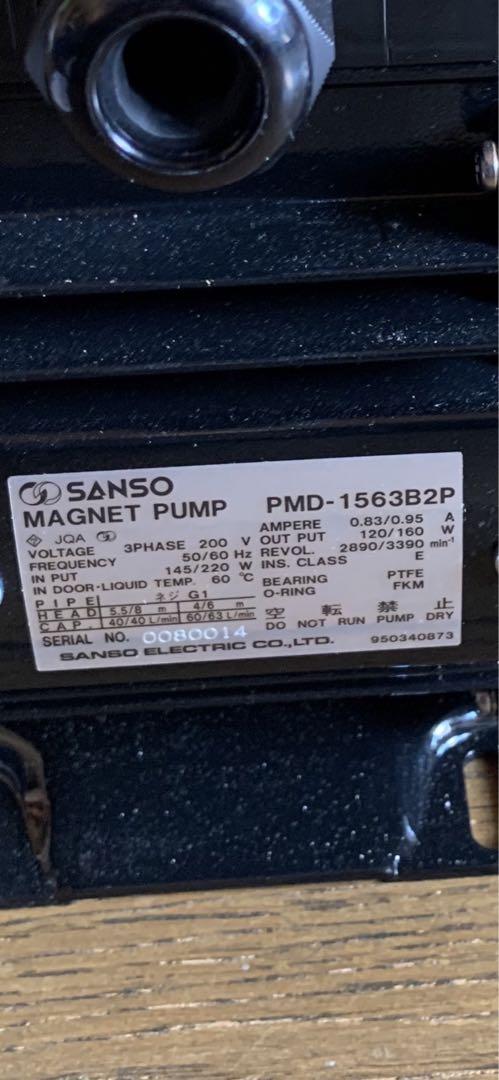 SANSO
MAGNET PUMP PMD-1563B2P
JQA
VOLTAGE 3PHASE 200 V
FREQUENCY 50/60 Hz
IN PUT 145/220 W
IN DOOR·LIQUID TEMP. 60 ℃
AMPERE 0.83/0.95 A
OUT PUT 120/160 W
REVOL. 2890/3390 min⁻¹
INS. CLASS E
BEARING PTFE
O-RING FKM
PIPE ネジ G1
HEAD 5.5/8 m 4/6 m
CAP. 40/40 L/min 60/63 L/min
空転禁止
DO NOT RUN PUMP DRY
SERIAL NO. 0080014
SANSO ELECTRIC CO.,LTD. 950340873